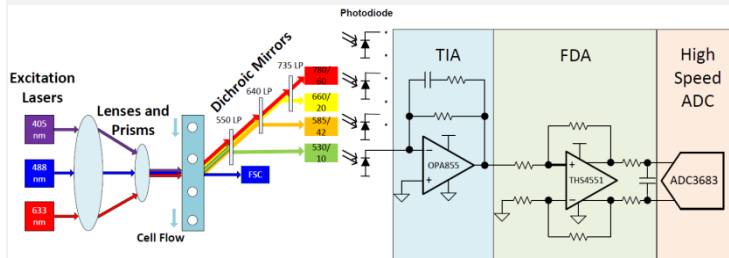 Photodiode
TIA
FDA
High
Speed
ADC
Excitation
Lasers
Lenses and
Prisms
Dichroic Mirrors
405
nm
488
nm
633
nm
550 LP
640 LP
735 LP
780/
60
660/
20
585/
42
530/
10
FSC
Cell Flow
OPA855
THS4551
ADC3683